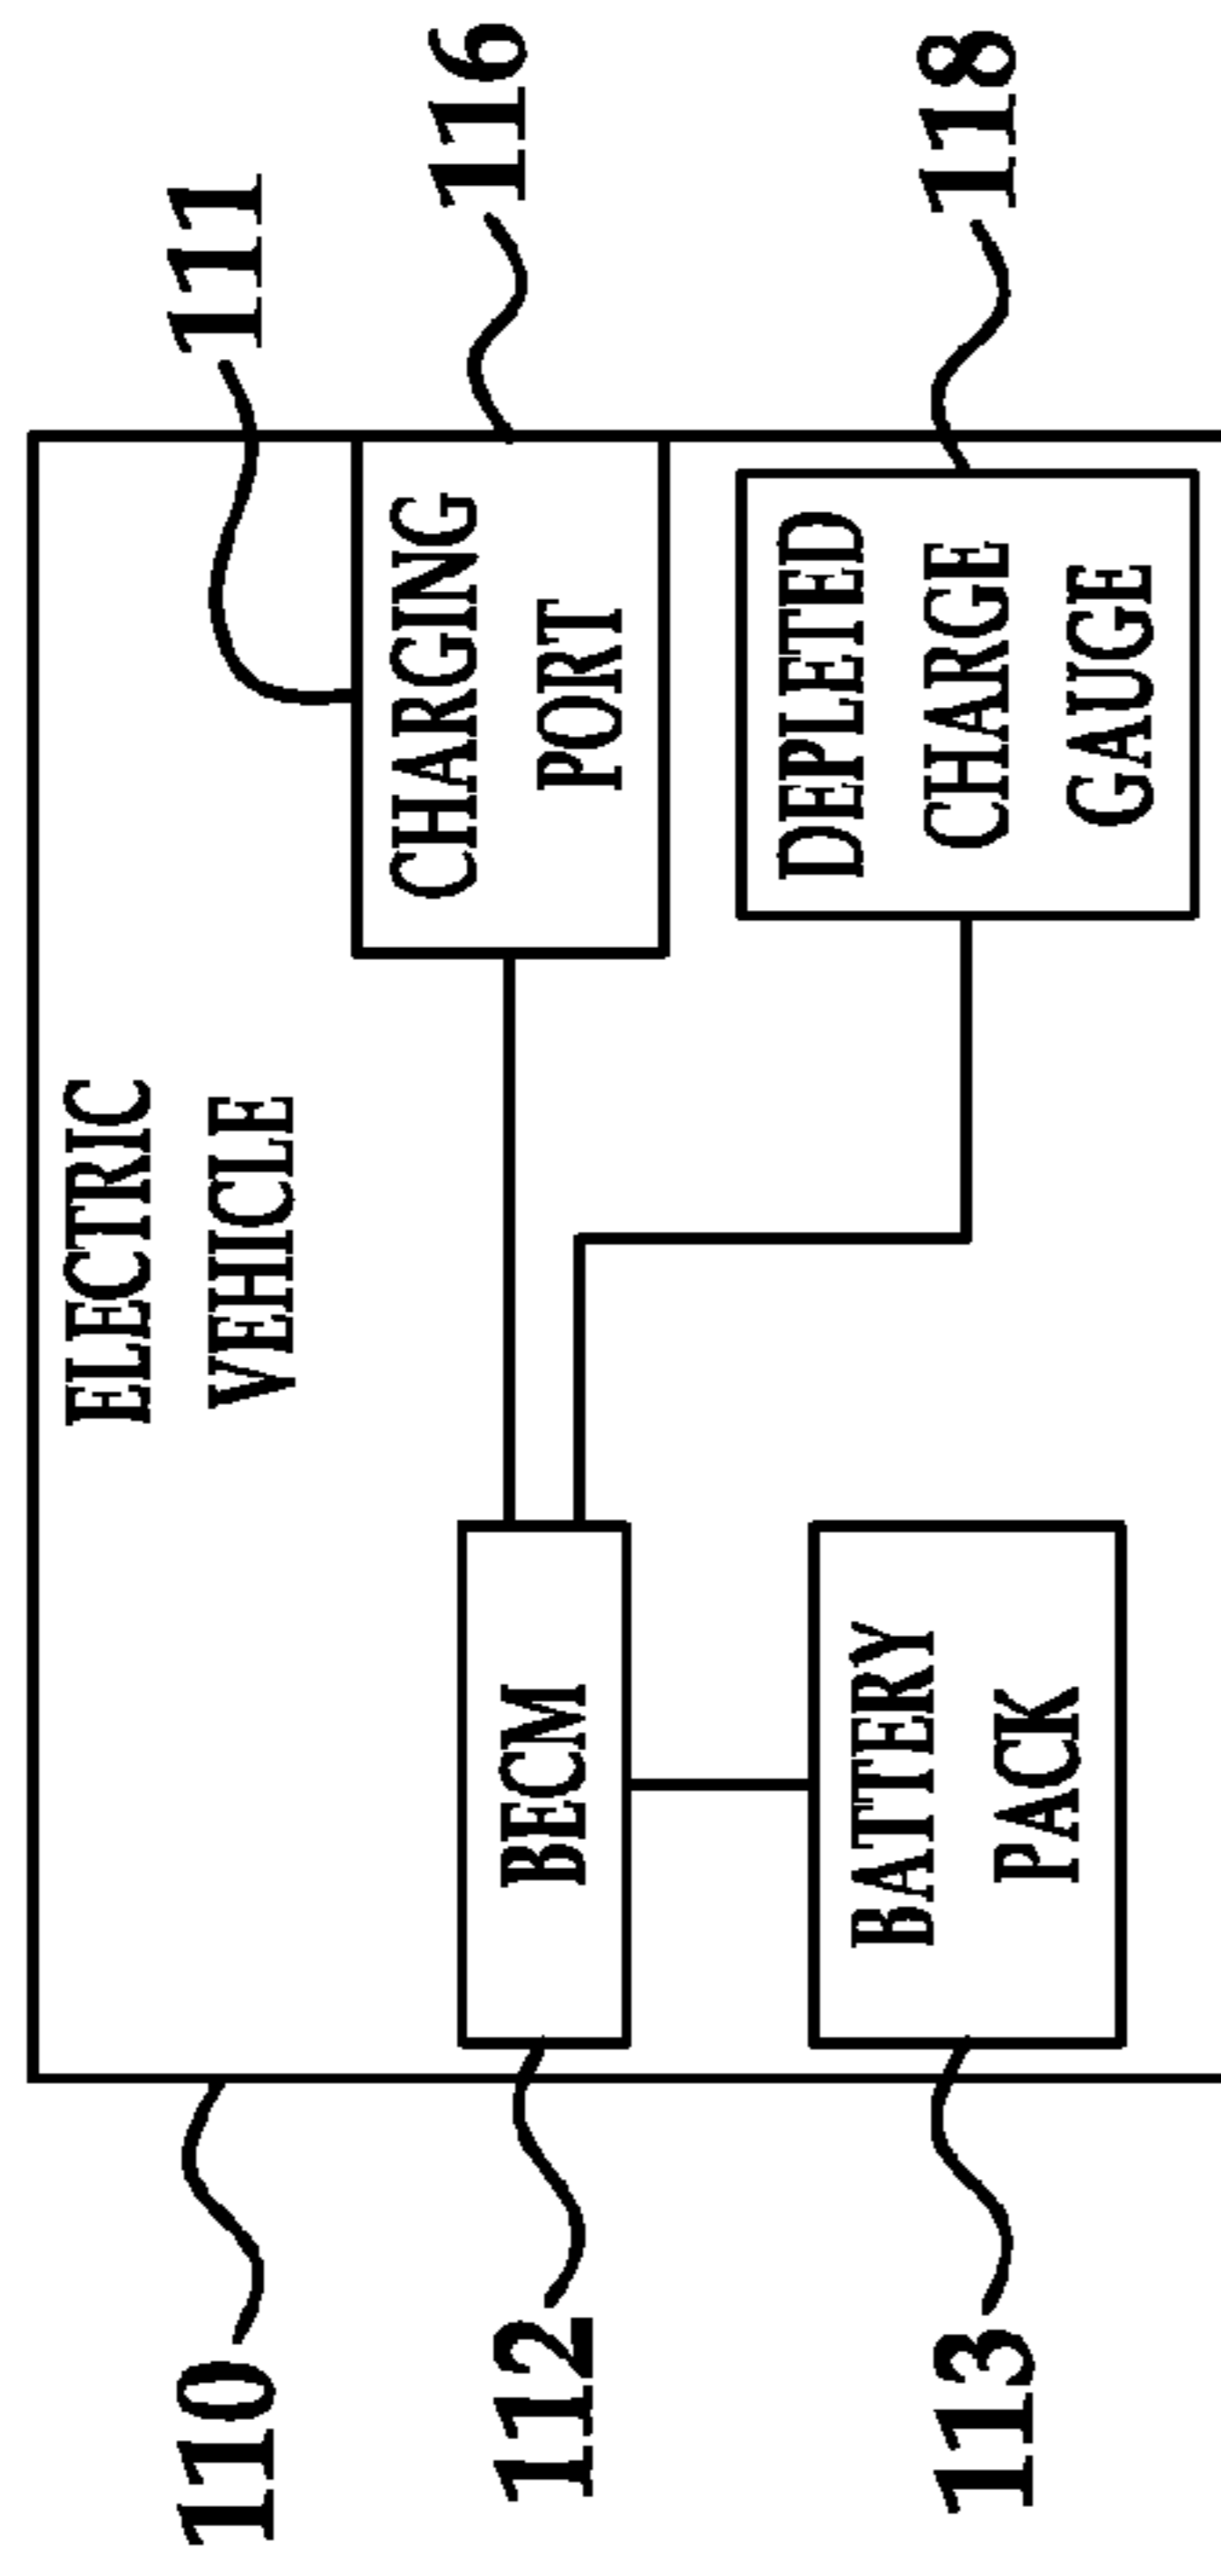 111
116
118
ELECTRIC
VEHICLE
CHARGING
PORT
DEPLETED
CHARGE
GAUGE
BECM
BATTERY
PACK
110
112
113